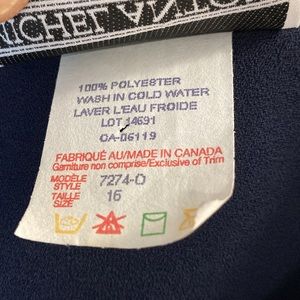 100% POLYESTER
WASH IN COLD WATER
LAVER L'EAU FROIDE
LOT 14691
CA-06119
FABRIQUÉ AU/MADE IN CANADA
Garniture non comprise/Exclusive of Trim
MODÈLE
STYLE
7274-O
TAILLE
SIZE
16